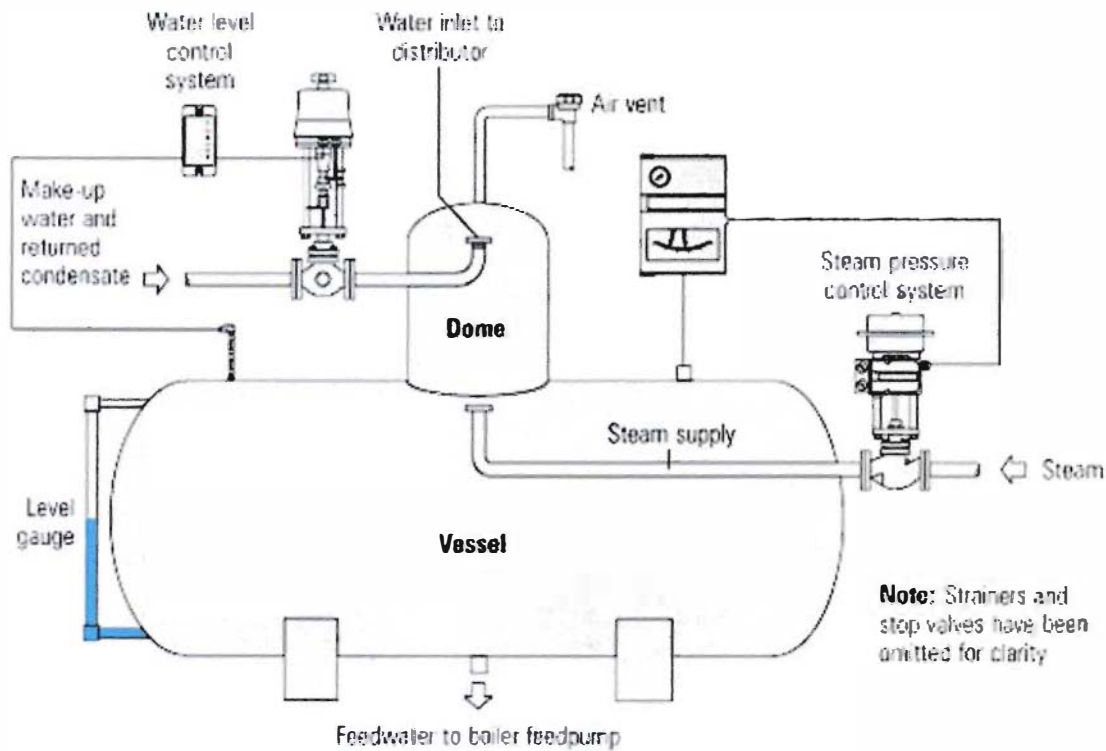 Water level
control
system
Water inlet to
distributor
Air vent
Make-up
water and
returned
condensate
Steam pressure
control system
Dome
Steam supply
Steam
Level
gauge
Vessel
Note: Strainers and
stop valves have been
omitted for clarity
Feedwater to boiler feedpump